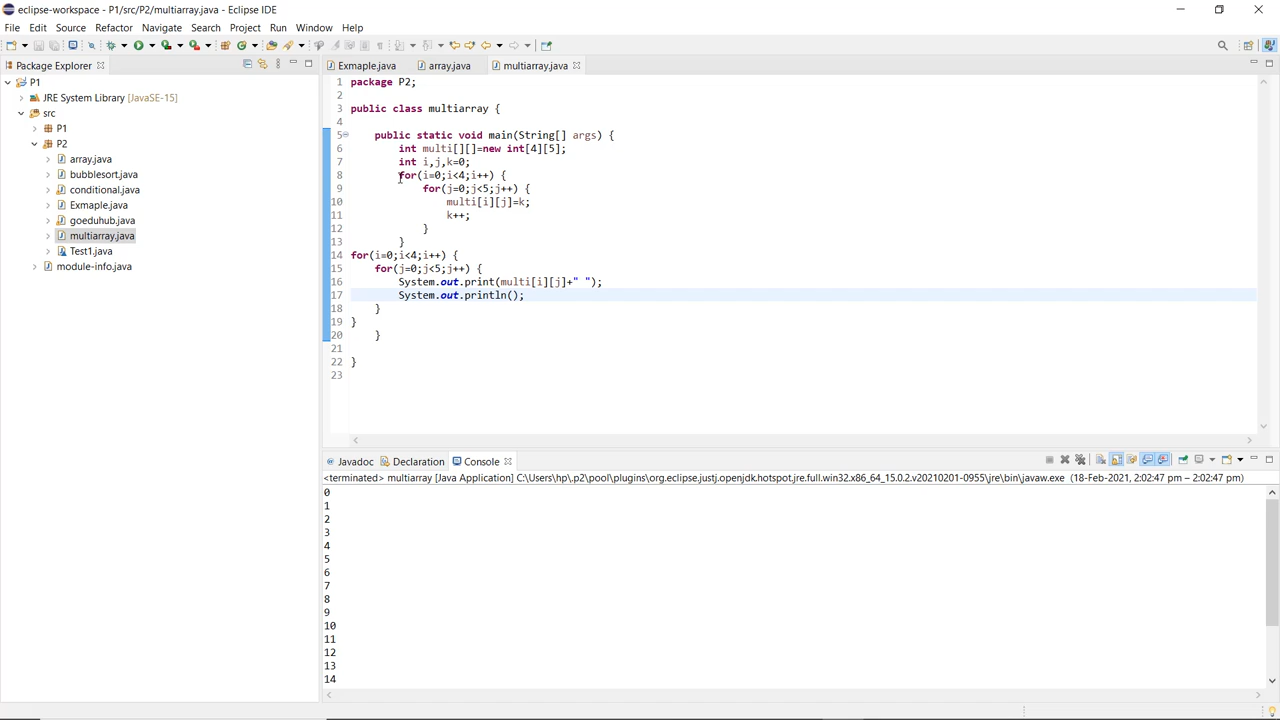 eclipse-workspace - P1/src/P2/multiarray.java - Eclipse IDE
File Edit Source Refactor Navigate Search Project Run Window Help
Package Explorer
P1
JRE System Library [JavaSE-15]
src
P1
P2
array.java
bubblesort.java
conditional.java
Exmaple.java
goeduhub.java
multiarray.java
Test1.java
module-info.java
Exmaple.java array.java multiarray.java
1 package P2;
2
3 public class multiarray {
4
5 public static void main(String[] args) {
6 int multi[][]=new int[4][5];
7 int i,j,k=0;
8 for(i=0;i<4;i++) {
9 for(j=0;j<5;j++) {
10 multi[i][j]=k;
11 k++;
12 }
13 }
14 for(i=0;i<4;i++) {
15 for(j=0;j<5;j++) {
16 System.out.print(multi[i][j]+" ");
17 System.out.println();
18 }
19 }
20 }
21
22 }
23
Javadoc Declaration Console
<terminated> multiarray [Java Application] C:\Users\hp\.p2\pool\plugins\org.eclipse.justj.openjdk.hotspot.jre.full.win32.x86_64_15.0.2.v20210201-0955\jre\bin\javaw.exe (18-Feb-2021, 2:02:47 pm – 2:02:47 pm)
0
1
2
3
4
5
6
7
8
9
10
11
12
13
14